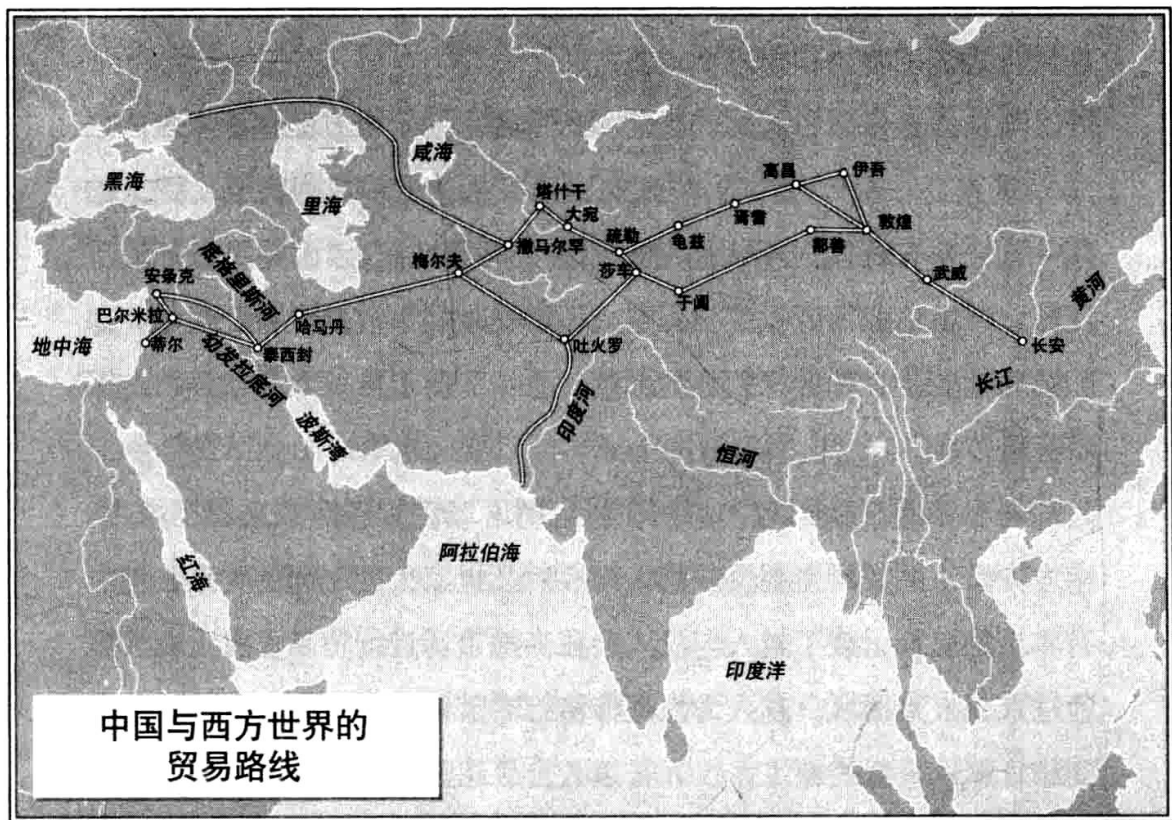 黑海
里海
咸海
塔什干
大宛
撒马尔罕
疏勒
莎车
龟兹
焉耆
高昌
伊吾
敦煌
鄯善
于阗
武威
长安
黄河
长江
梅尔夫
哈马丹
泰西封
底格里斯河
幼发拉底河
安条克
巴尔米拉
蒂尔
地中海
吐火罗
印度河
恒河
波斯湾
红海
阿拉伯海
印度洋
中国与西方世界的
贸易路线